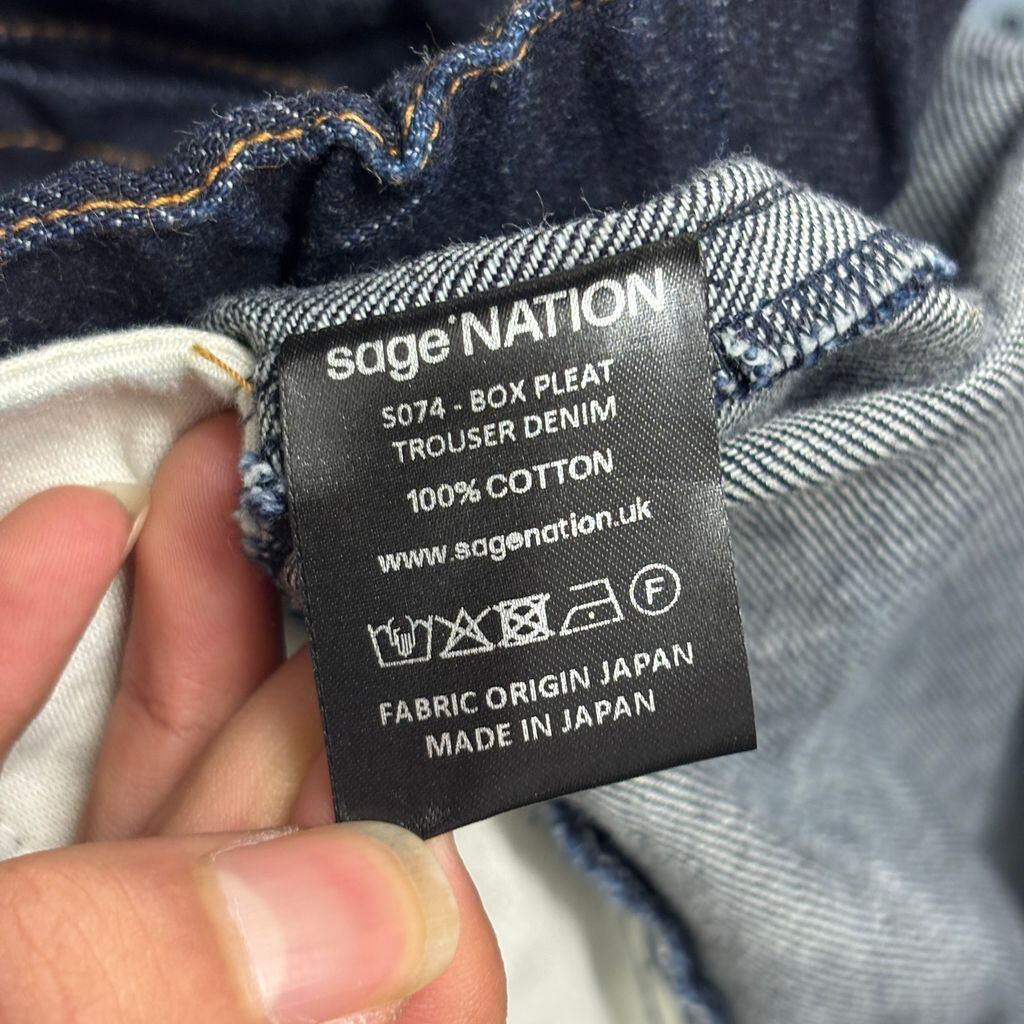 sage NATION
S074 - BOX PLEAT
TROUSER DENIM
100% COTTON
www.sagenation.uk
F
FABRIC ORIGIN JAPAN
MADE IN JAPAN